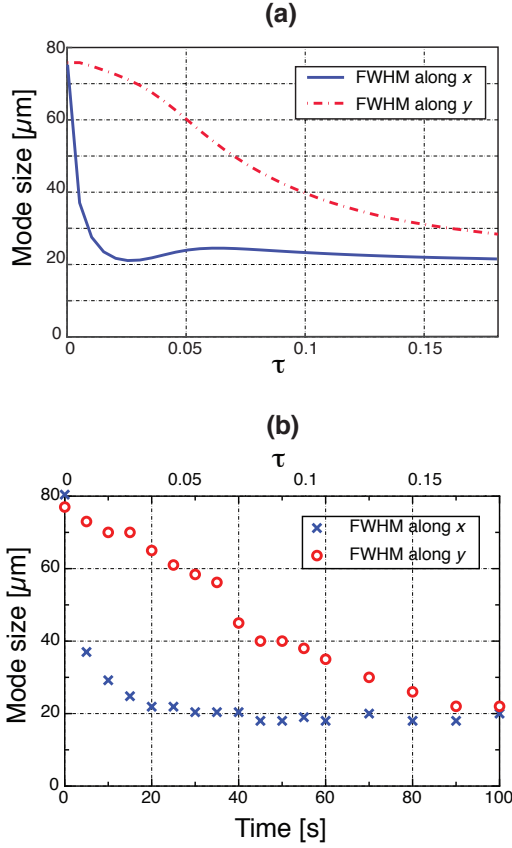 (a)
80
60
40
20
0
Mode size [µm]
FWHM along x
FWHM along y
0 0.05 0.1 0.15
τ
(b)
τ
0 0.05 0.1 0.15
80
60
40
20
0
Mode size [µm]
FWHM along x
FWHM along y
0 20 40 60 80 100
Time [s]